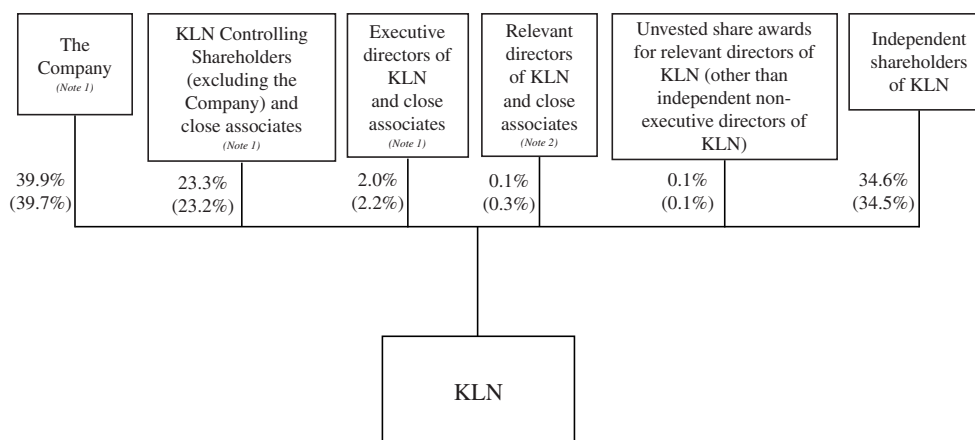 The
Company
(Note 1)
KLN Controlling
Shareholders
(excluding the
Company) and
close associates
(Note 1)
Executive
directors of
KLN
and close
associates
(Note 1)
Relevant
directors
of KLN
and close
associates
(Note 2)
Unvested share awards
for relevant directors of
KLN (other than
independent non-
executive directors of
KLN)
Independent
shareholders
of KLN
39.9%
(39.7%)
23.3%
(23.2%)
2.0%
(2.2%)
0.1%
(0.3%)
0.1%
(0.1%)
34.6%
(34.5%)
KLN